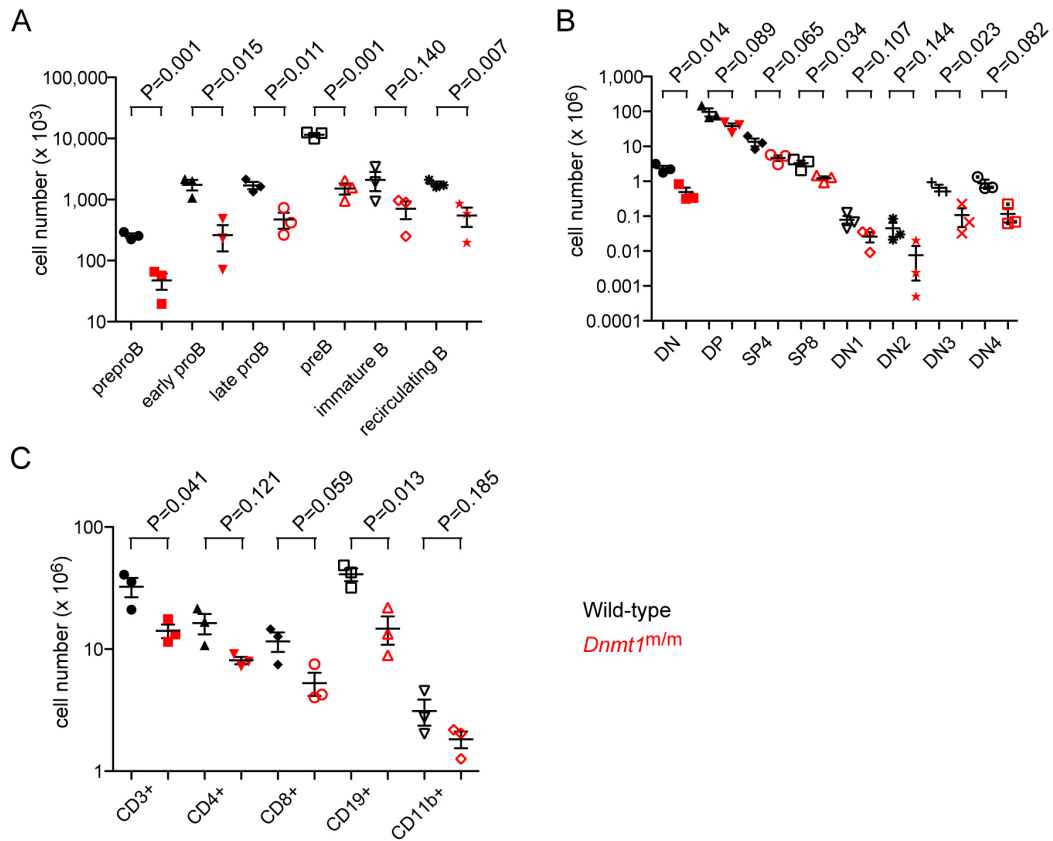 A
P=0.001 P=0.015 P=0.011 P=0.001 P=0.140 P=0.007
cell number (x 10³)
100,000
10,000
1,000
100
10
preproB early proB late proB preB immature B recirculating B
B
P=0.014 P=0.089 P=0.065 P=0.034 P=0.107 P=0.144 P=0.023 P=0.082
cell number (x 10⁶)
1,000
100
10
1
0.1
0.01
0.001
0.0001
DN DP SP4 SP8 DN1 DN2 DN3 DN4
C
P=0.041 P=0.121 P=0.059 P=0.013 P=0.185
cell number (x 10⁶)
100
10
1
CD3+ CD4+ CD8+ CD19+ CD11b+
Wild-type
Dnmt1m/m